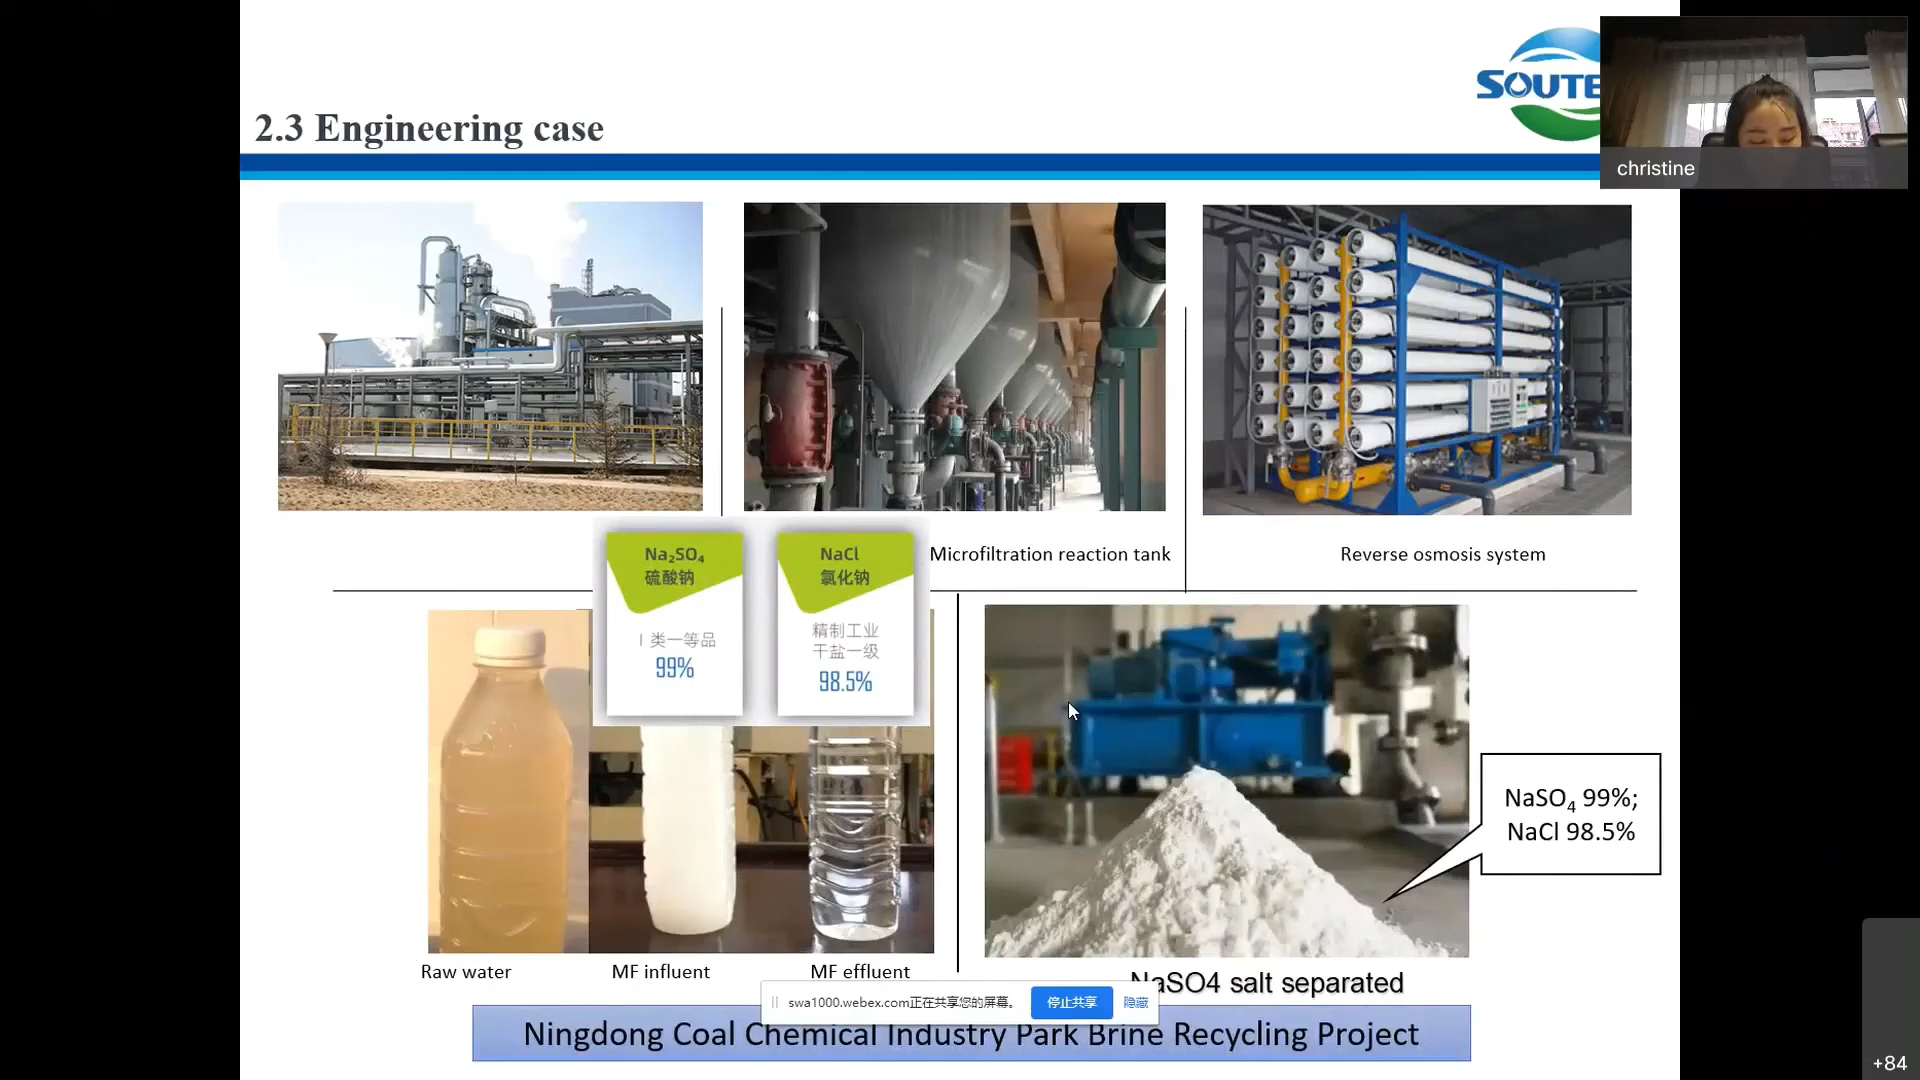 SOUTE
2.3 Engineering case
christine
Microfiltration reaction tank
Reverse osmosis system
Na₂SO₄
硫酸钠
I 类一等品
99%
NaCl
氯化钠
精制工业
干盐一级
98.5%
NaSO₄ 99%;
NaCl 98.5%
Raw water
MF influent
MF effluent
NaSO4 salt separated
swa1000.webex.com正在共享您的屏幕。
停止共享
隐藏
Ningdong Coal Chemical Industry Park Brine Recycling Project
+84